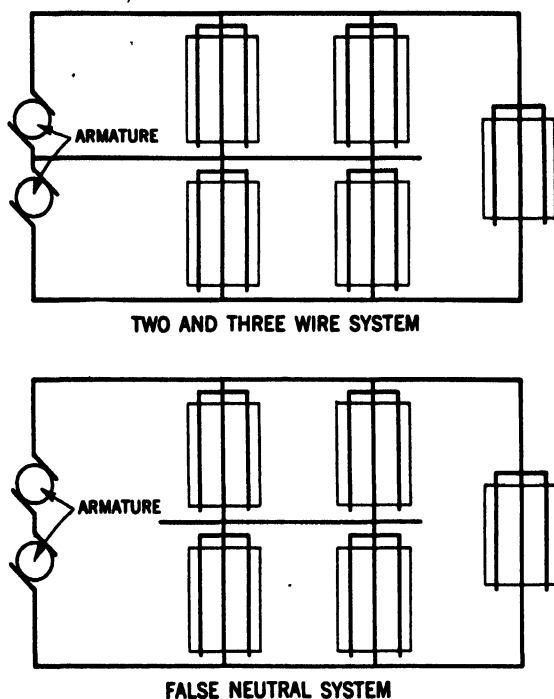 ARMATURE
TWO AND THREE WIRE SYSTEM
ARMATURE
FALSE NEUTRAL SYSTEM